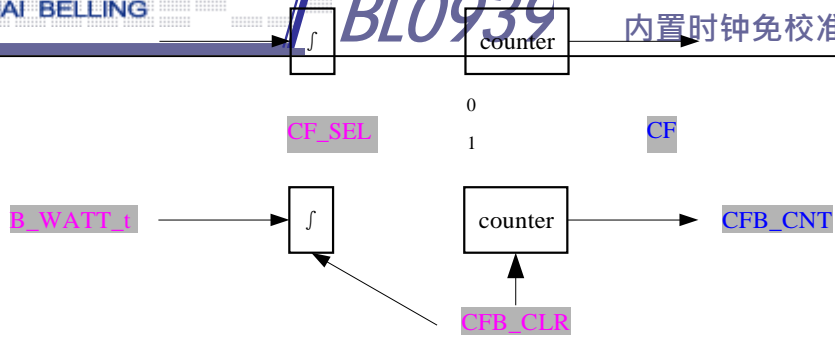 AI BELLING
BL0939
内置时钟免校准
∫
counter
0
CF_SEL
CF
1
B_WATT_t
∫
counter
CFB_CNT
CFB_CLR